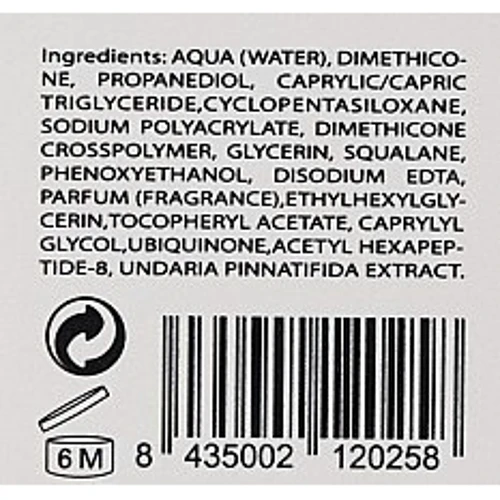 Ingredients: AQUA (WATER), DIMETHICO-
NE, PROPANEDIOL, CAPRYLIC/CAPRIC
TRIGLYCERIDE,CYCLOPENTASILOXANE,
SODIUM POLYACRYLATE, DIMETHICONE
CROSSPOLYMER, GLYCERIN, SQUALANE,
PHENOXYETHANOL, DISODIUM EDTA,
PARFUM (FRAGRANCE),ETHYLHEXYLGLY-
CERIN,TOCOPHERYL ACETATE, CAPRYLYL
GLYCOL,UBIQUINONE,ACETYL HEXAPEP-
TIDE-8, UNDARIA PINNATIFIDA EXTRACT.
6 M
8 435002 120258